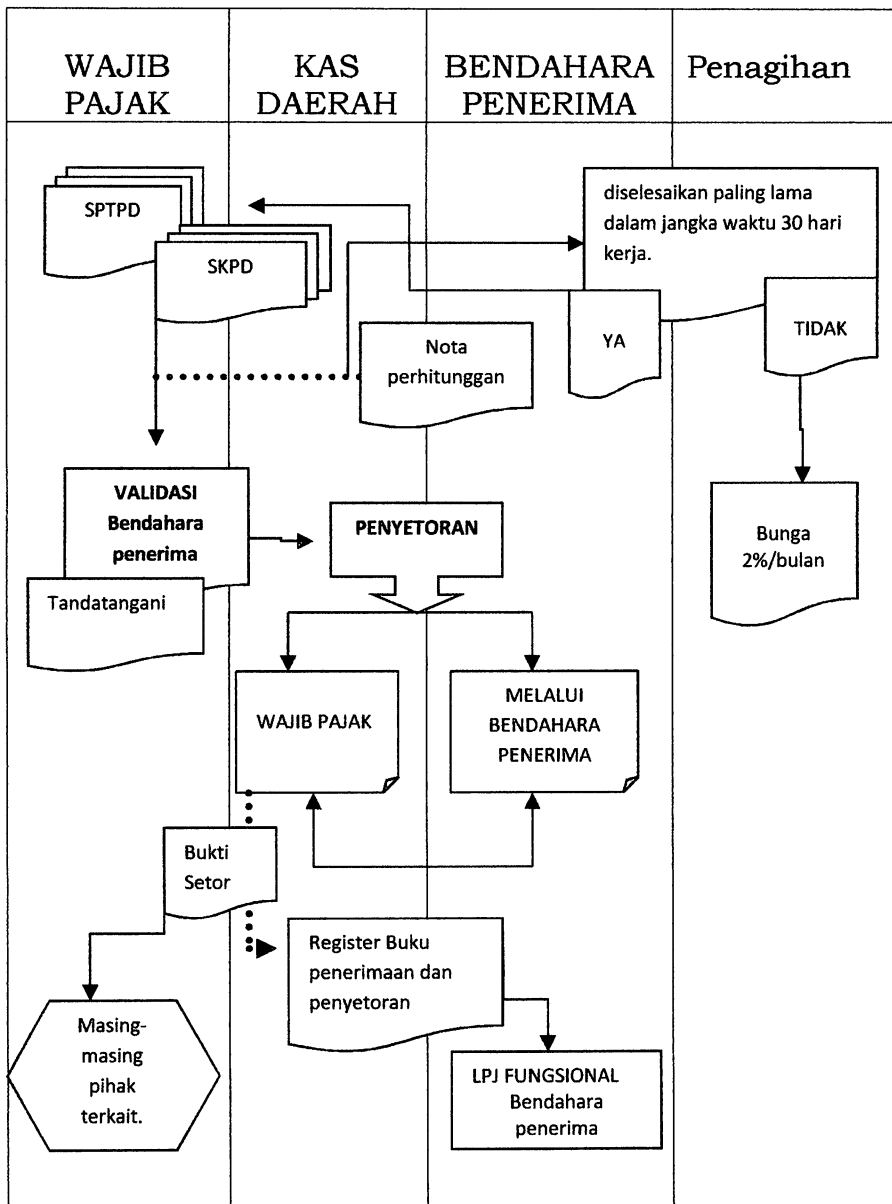 WAJIB
PAJAK
KAS
DAERAH
BENDAHARA
PENERIMA
Penagihan
SPTPD
SKPD
diselesaikan paling lama
dalam jangka waktu 30 hari
kerja.
YA
TIDAK
Nota
perhitunggan
VALIDASI
Bendahara
penerima
Tandatangani
PENYETORAN
Bunga
2%/bulan
WAJIB PAJAK
MELALUI
BENDAHARA
PENERIMA
Bukti
Setor
Register Buku
penerimaan dan
penyetoran
Masing-
masing
pihak
terkait.
LPJ FUNGSIONAL
Bendahara
penerima